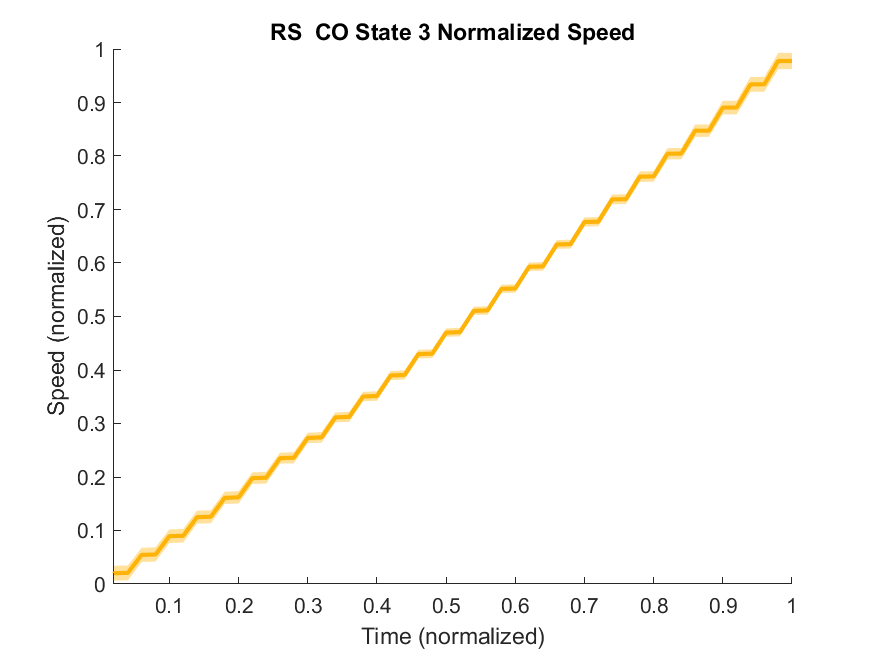 RS  CO State 3 Normalized Speed
1
0.9
0.8
0.7
0.6
0.5
0.4
0.3
0.2
0.1
0
Speed (normalized)
0.1 0.2 0.3 0.4 0.5 0.6 0.7 0.8 0.9 1
Time (normalized)